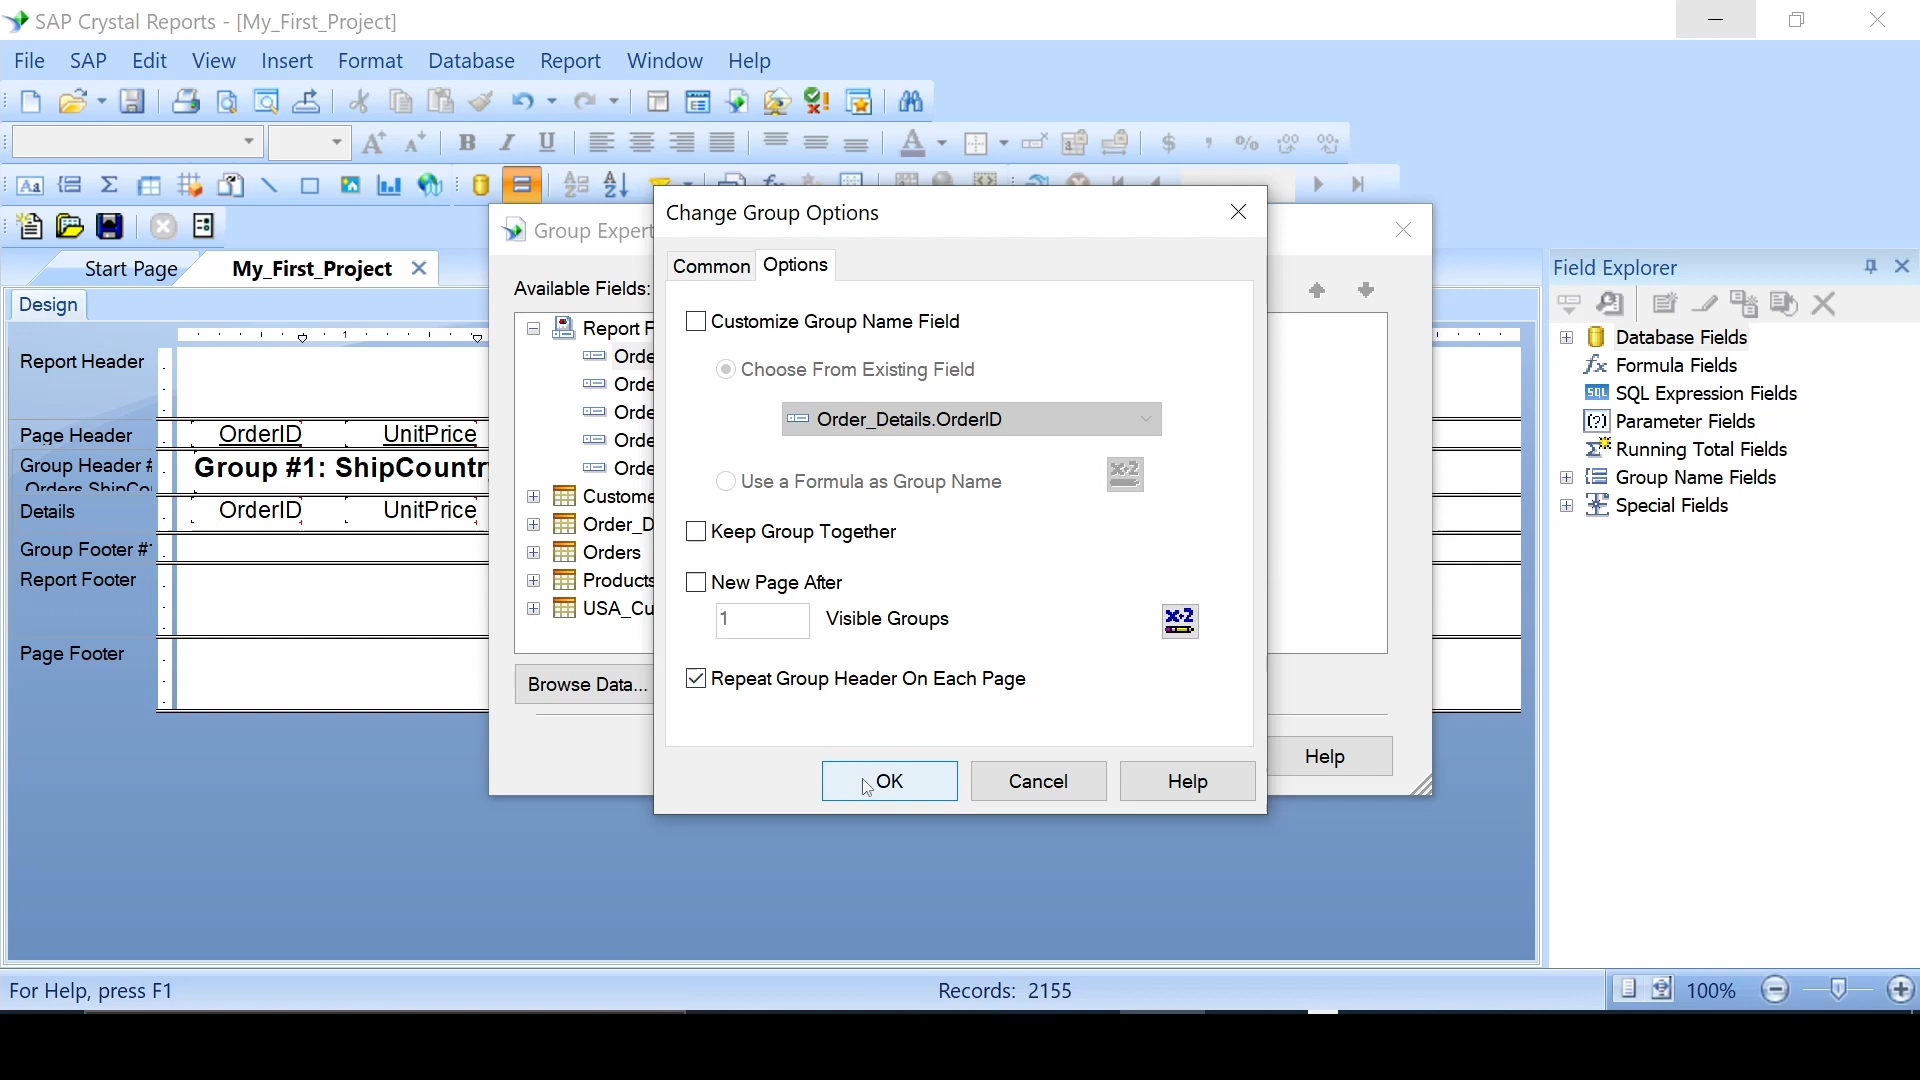 SAP Crystal Reports - [My_First_Project]
File SAP Edit View Insert Format Database Report Window Help
Start Page My_First_Project
Design
Report Header
Page Header OrderID UnitPrice
Group Header #
Group #1: ShipCountr
Details OrderID UnitPrice
Group Footer #
Report Footer
Page Footer
Group Expert
Available Fields:
Report F
Orde
Orde
Orde
Orde
Orde
Custome
Order_D
Orders
Products
USA_Cu
Browse Data...
Help
Change Group Options
Common Options
Customize Group Name Field
Choose From Existing Field
Order_Details.OrderID
Use a Formula as Group Name
X-2
Keep Group Together
New Page After
1 Visible Groups
X-2
Repeat Group Header On Each Page
OK Cancel Help
Field Explorer
Database Fields
Formula Fields
SQL Expression Fields
Parameter Fields
Running Total Fields
Group Name Fields
Special Fields
For Help, press F1 Records: 2155 100%